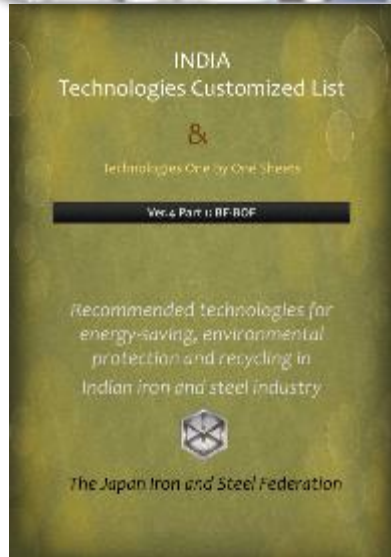 INDIA
Technologies Customized List
&
Technologies One by One Sheets
Ver.4 Part 1: BF-BOF
Recommended technologies for
energy-saving, environmental
protection and recycling in
Indian iron and steel industry
The Japan Iron and Steel Federation